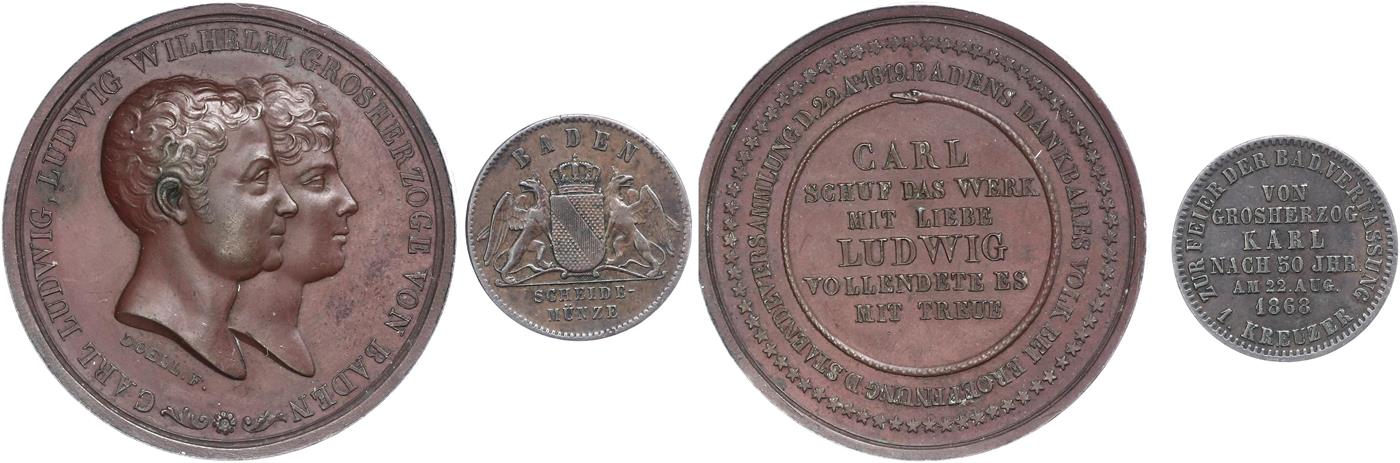 CARL LUDWIG, LUDWIG WILHELM, GROSHERZOGE VON BADEN
DOELL F.
BADEN
SCHEIDE-
MÜNZE
BADENS DANKBARES VOLK BEI EROEFFNUNG D STAENDEVERSAMMLUNG D. 22 A 1819.
CARL
SCHUF DAS WERK
MIT LIEBE
LUDWIG
VOLLENDETE ES
MIT TREUE
ZUR FEIER DER BAD. VERFASSUNG
VON
GROSHERZOG
KARL
NACH 50 JHR.
AM 22. AUG.
1868
1 KREUZER